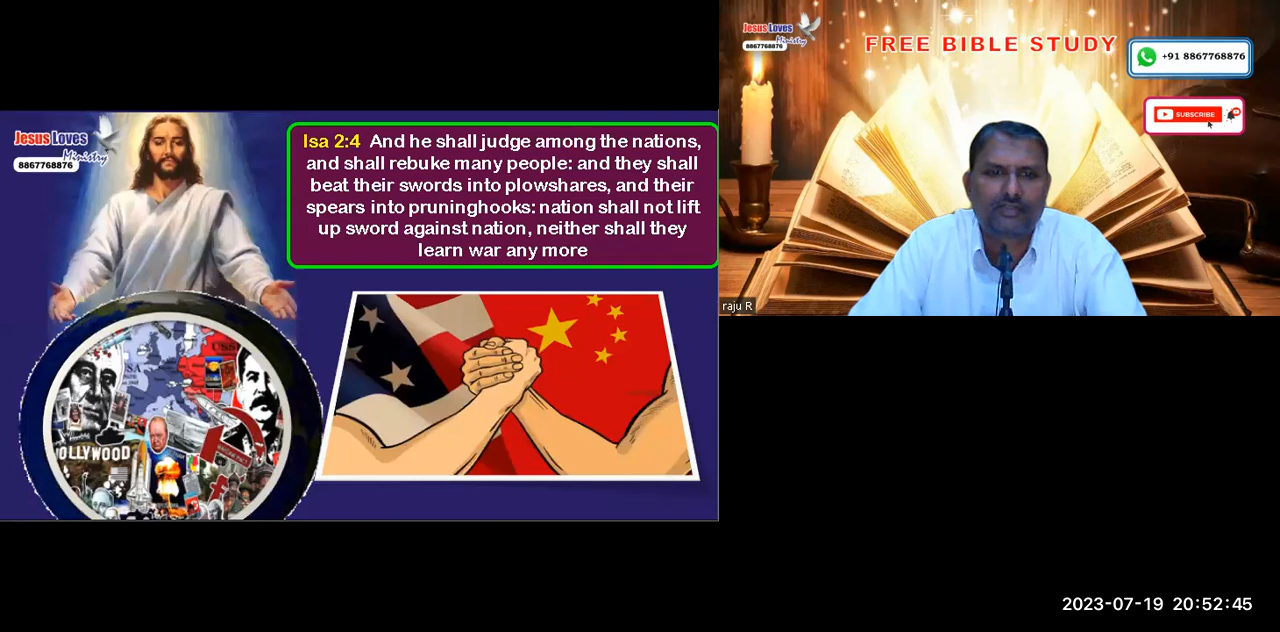 Jesus Loves
Ministry
8867768876
Isa 2:4 And he shall judge among the nations,
and shall rebuke many people: and they shall
beat their swords into plowshares, and their
spears into pruninghooks: nation shall not lift
up sword against nation, neither shall they
learn war any more
USSR
USA
HOLLYWOOD
Jesus Loves
Ministry
8867768876
FREE BIBLE STUDY
+91 8867768876
SUBSCRIBE
raju R
2023-07-19 20:52:45